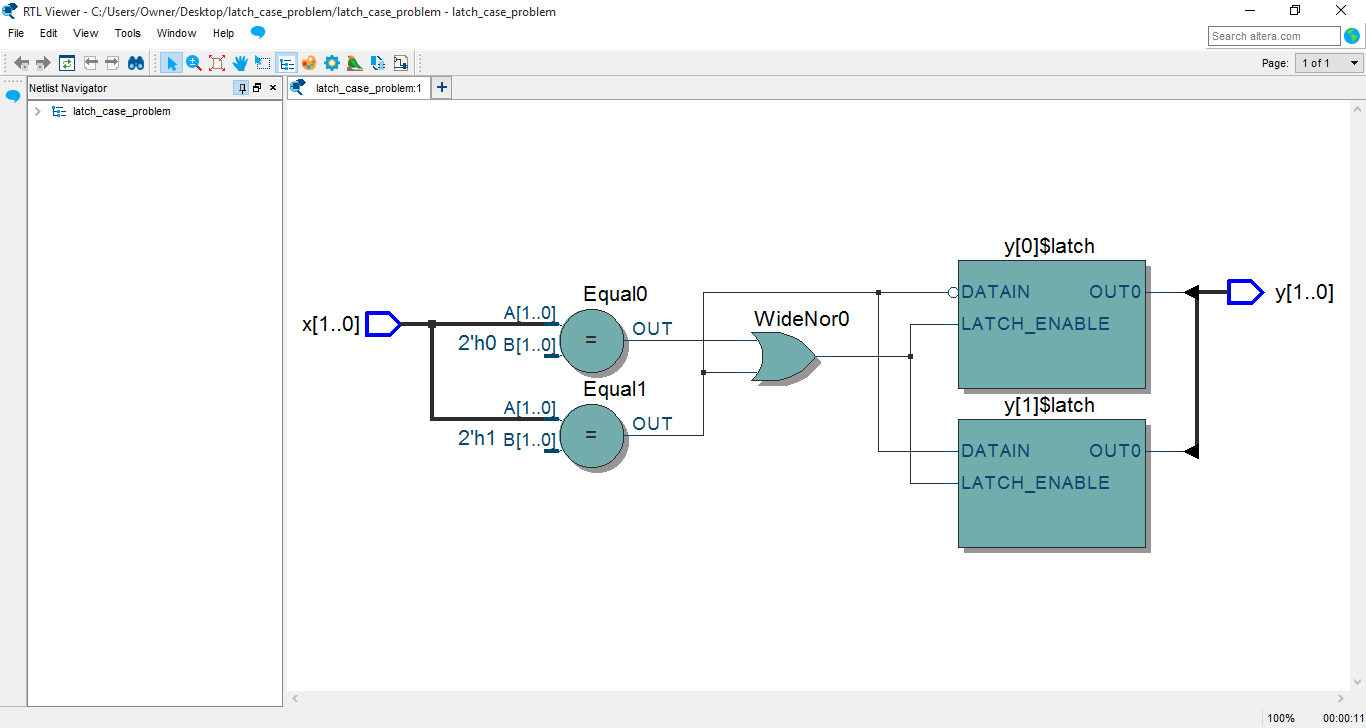 RTL Viewer - C:/Users/Owner/Desktop/latch_case_problem/latch_case_problem - latch_case_problem
File Edit View Tools Window Help
Search altera.com
Page: 1 of 1
Netlist Navigator
latch_case_problem:1
latch_case_problem
y[0]$latch
Equal0
DATAIN OUT0
y[1..0]
x[1..0]
A[1..0]
OUT
WideNor0
LATCH_ENABLE
2'h0 B[1..0]
=
Equal1
y[1]$latch
A[1..0]
OUT
2'h1 B[1..0]
=
DATAIN OUT0
LATCH_ENABLE
100% 00:00:11